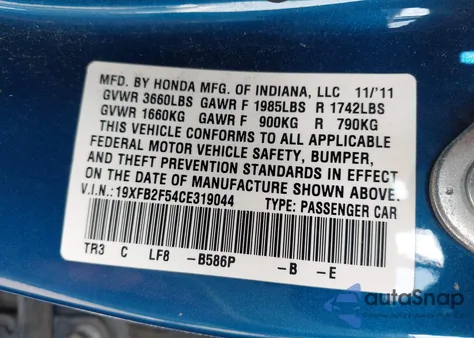 MFD. BY HONDA MFG. OF INDIANA, LLC 11/'11
GVWR 3660LBS GAWR F 1985LBS R 1742LBS
GVWR 1660KG GAWR F 900KG R 790KG
THIS VEHICLE CONFORMS TO ALL APPLICABLE
FEDERAL MOTOR VEHICLE SAFETY, BUMPER,
AND THEFT PREVENTION STANDARDS IN EFFECT
ON THE DATE OF MANUFACTURE SHOWN ABOVE.
V.I.N.:19XFB2F54CE319044 TYPE: PASSENGER CAR
TR3 C LF8 -B586P -B -E
autoSnap